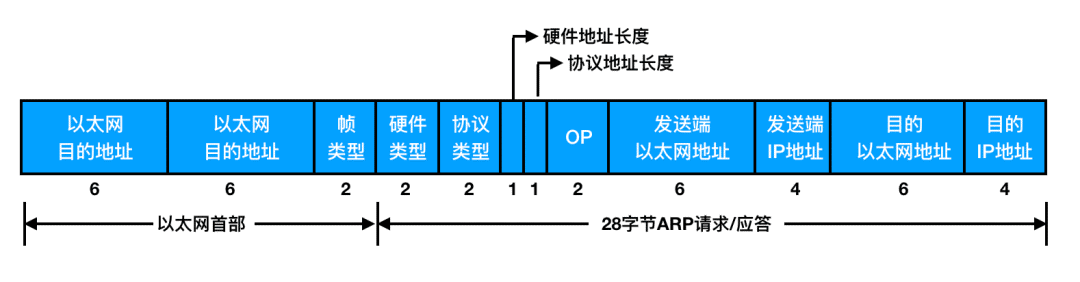 硬件地址长度
协议地址长度
以太网
目的地址
以太网
目的地址
帧
类型
硬件
类型
协议
类型
OP
发送端
以太网地址
发送端
IP地址
目的
以太网地址
目的
IP地址
6 6 2 2 2 1 1 2 6 4 6 4
以太网首部
28字节ARP请求/应答